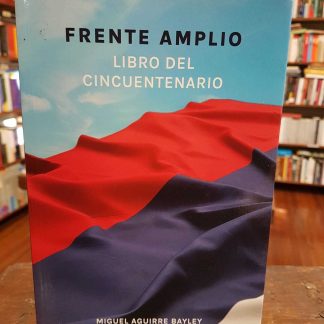 FRENTE AMPLIO
LIBRO DEL
CINCUENTENARIO
MIGUEL AGUIRRE BAYLEY